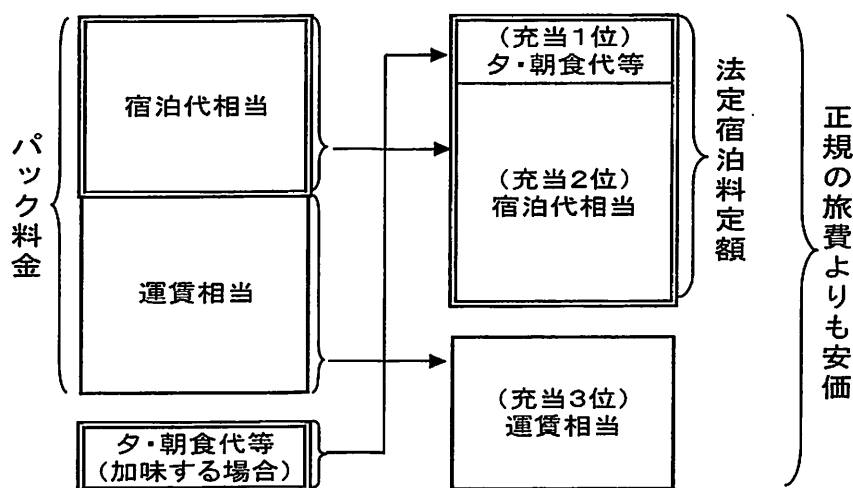 パック料金
宿泊代相当
運賃相当
夕・朝食代等
(加味する場合)
(充当1位)
夕・朝食代等
(充当2位)
宿泊代相当
(充当3位)
運賃相当
法定宿泊料定額
正規の旅費よりも安価